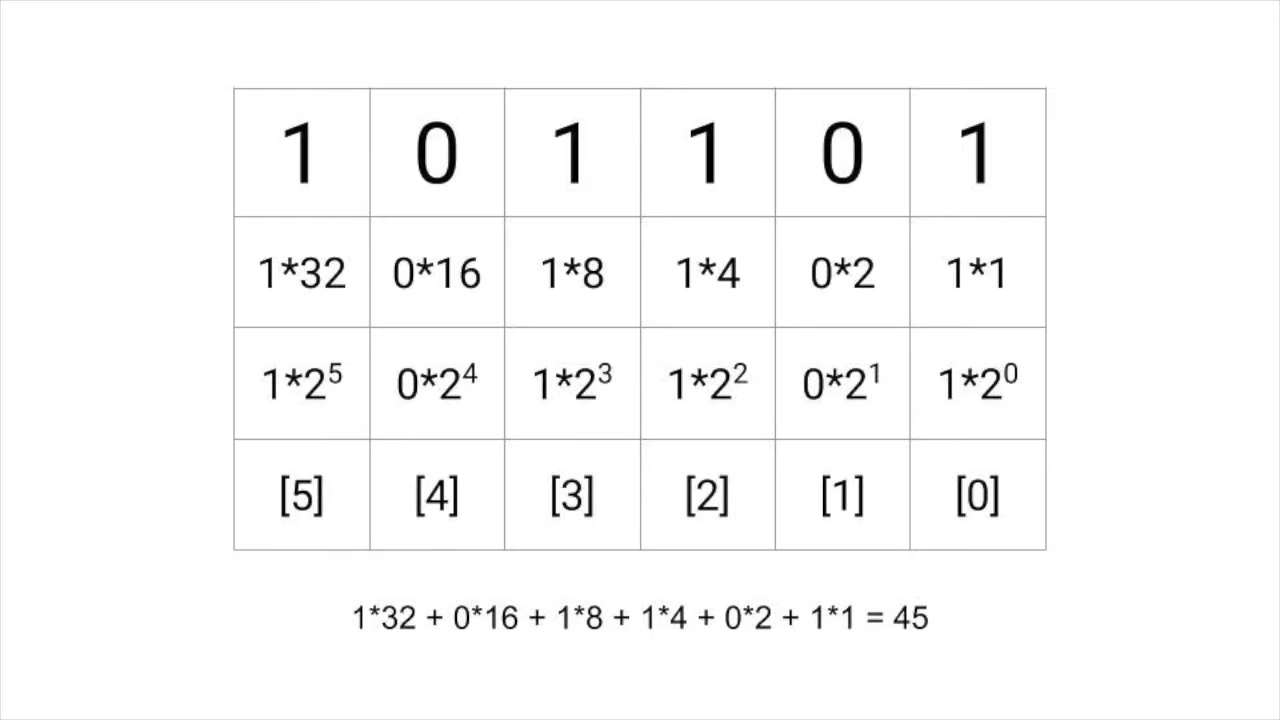 1 0 1 1 0 1
1*32 0*16 1*8 1*4 0*2 1*1
1*2⁵ 0*2⁴ 1*2³ 1*2² 0*2¹ 1*2⁰
[5] [4] [3] [2] [1] [0]
1*32 + 0*16 + 1*8 + 1*4 + 0*2 + 1*1 = 45